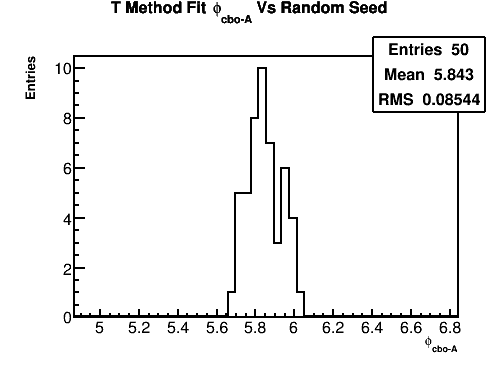 T Method Fit ϕcbo-A Vs Random Seed
Entries 50
Mean 5.843
RMS 0.08544
Entries
10
8
6
4
2
0
5 5.2 5.4 5.6 5.8 6 6.2 6.4 6.6 6.8
ϕcbo-A